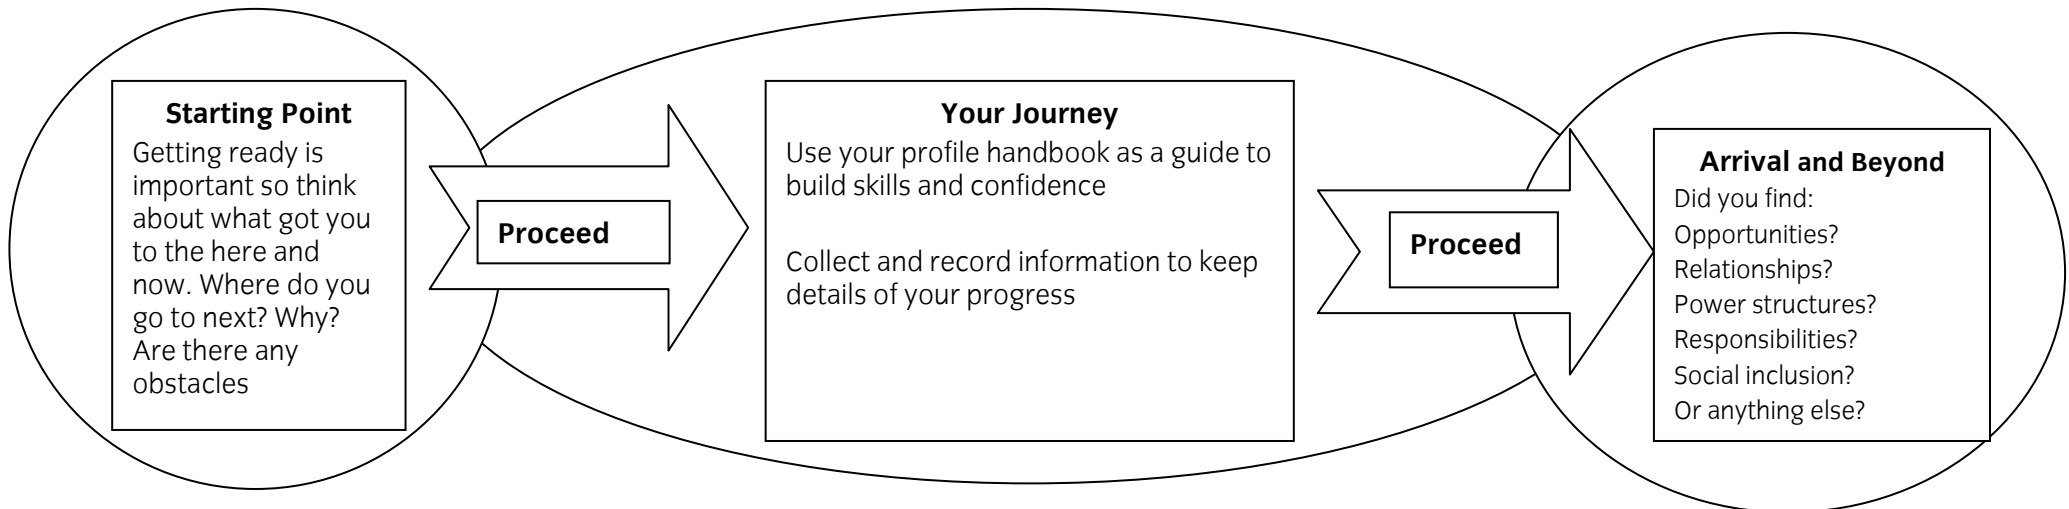 Starting Point
Getting ready is
important so think
about what got you
to the here and
now. Where do you
go to next? Why?
Are there any
obstacles
Proceed
Your Journey
Use your profile handbook as a guide to
build skills and confidence
Collect and record information to keep
details of your progress
Proceed
Arrival and Beyond
Did you find:
Opportunities?
Relationships?
Power structures?
Responsibilities?
Social inclusion?
Or anything else?